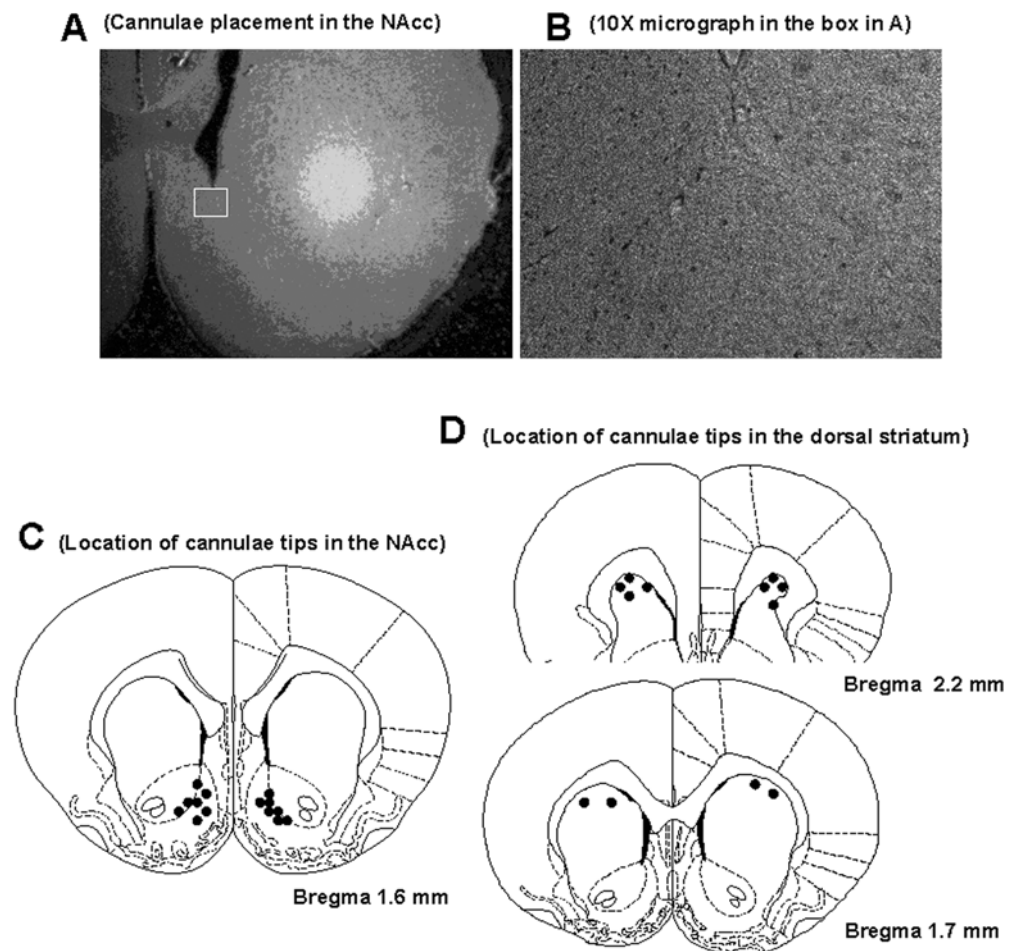 A (Cannulae placement in the NAcc)
B (10X micrograph in the box in A)
D (Location of cannulae tips in the dorsal striatum)
C (Location of cannulae tips in the NAcc)
Bregma 2.2 mm
Bregma 1.6 mm
Bregma 1.7 mm